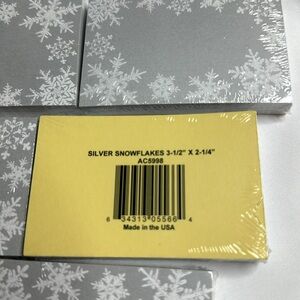 SILVER SNOWFLAKES 3-1/2" X 2-1/4"
AC5998
6 34313 05566 4
Made in the USA